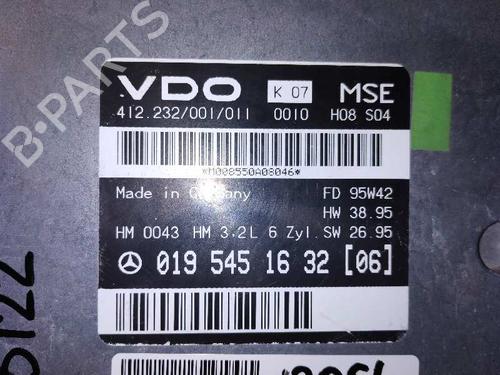 VDO K 07 MSE
412.232/001/011 0010 H08 S04
*M008550A08046*
Made in Germany FD 95W42
HW 38.95
HM 0043 HM 3.2L 6 Zyl. SW 26.95
019 545 16 32 [06]
B-PARTS